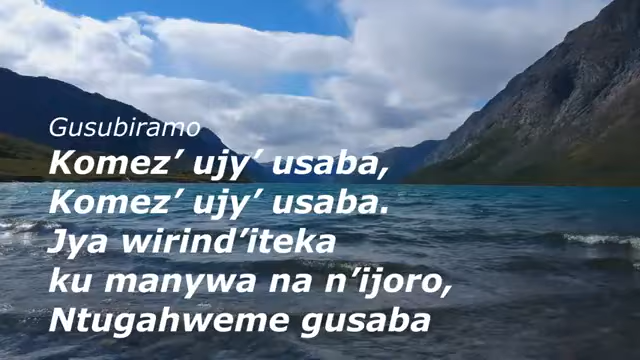 Gusubiramo
Komez’ ujy’ usaba,
Komez’ ujy’ usaba.
Jya wirind’iteka
ku manywa na n’ijoro,
Ntugahweme gusaba